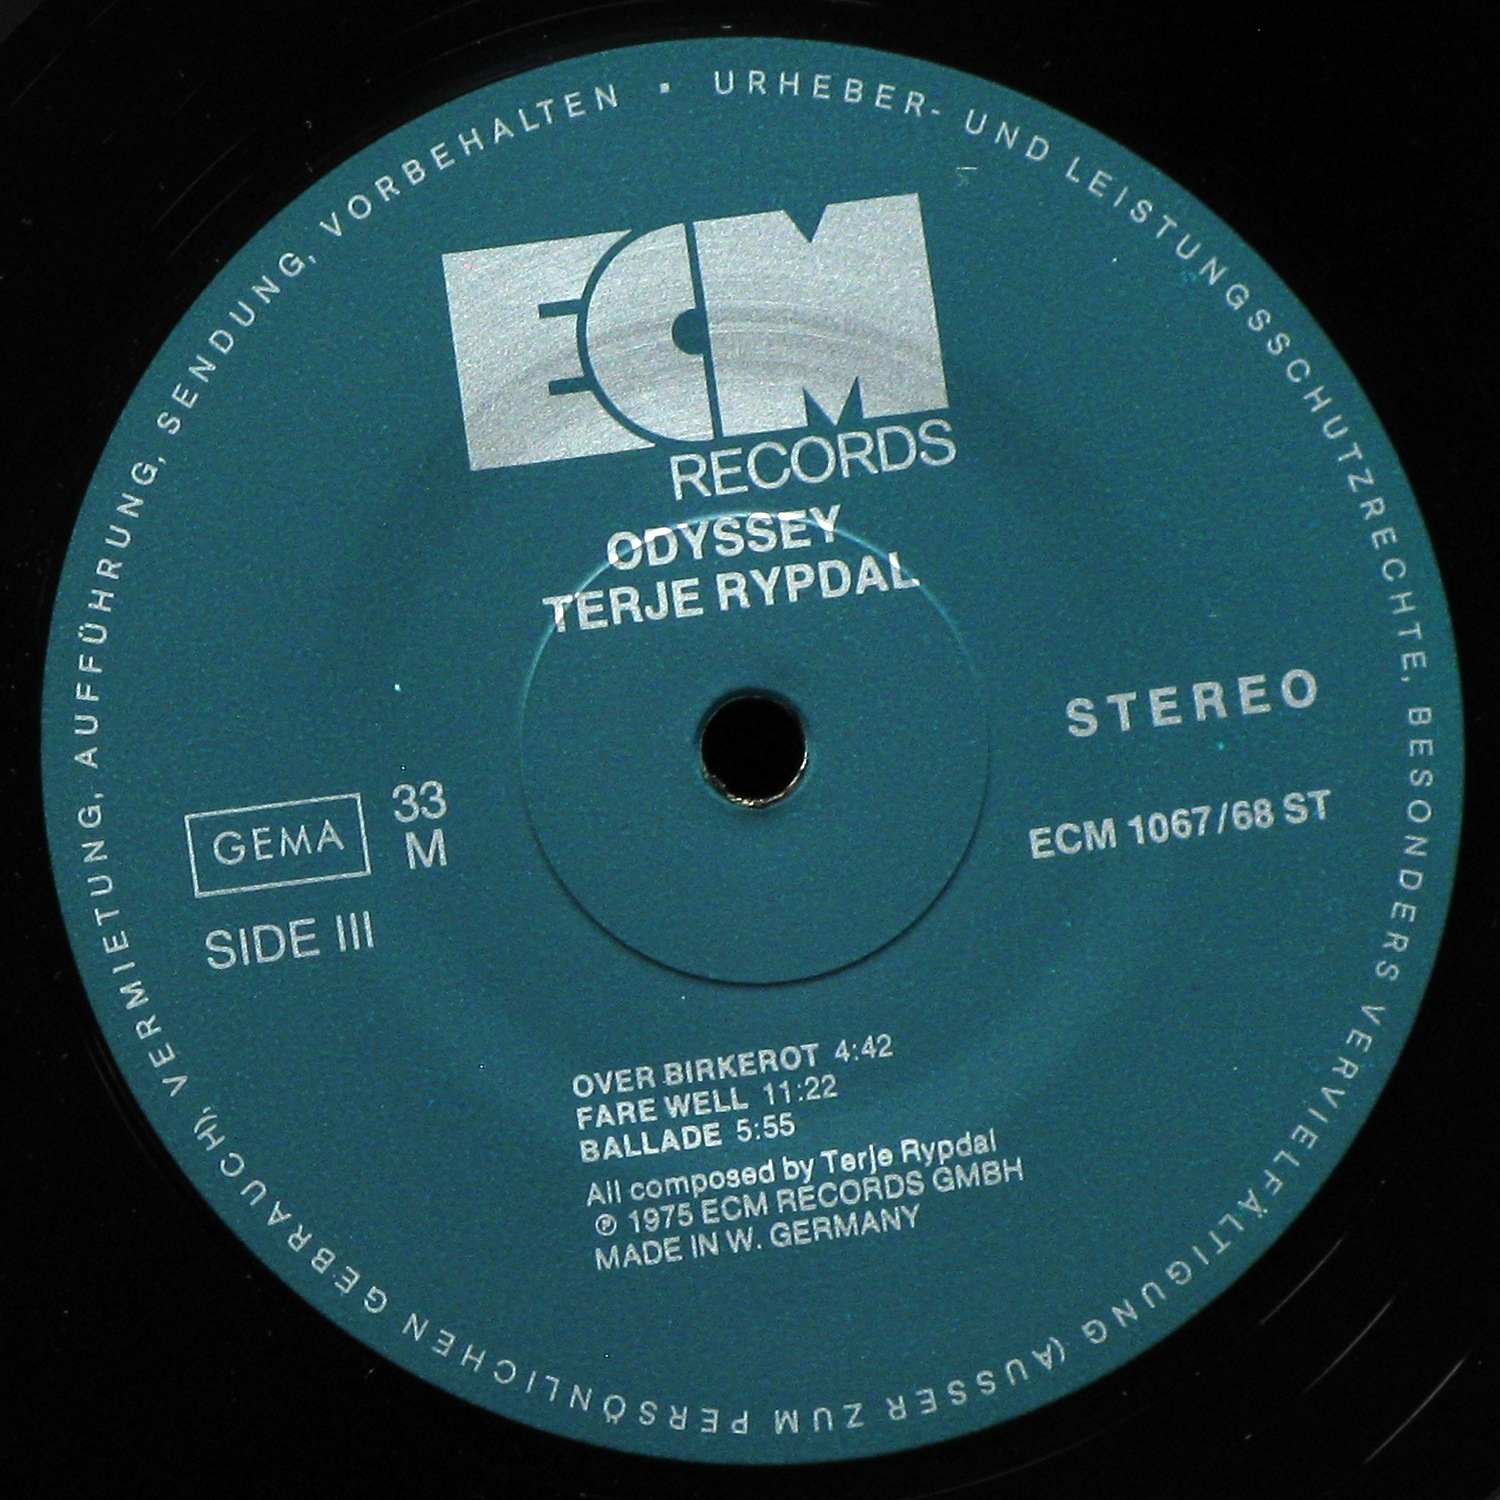 URHEBER- UND LEISTUNGSSCHUTZRECHTE, BESONDERS VERVIELFÄLTIGUNG (AUSSER ZUM PERSÖNLICHEN GEBRAUCH), VERMIETUNG, AUFFÜHRUNG, SENDUNG, VORBEHALTEN •
ECM
RECORDS
ODYSSEY
TERJE RYPDAL
STEREO
ECM 1067/68 ST
33
GEMA
M
SIDE III
OVER BIRKEROT 4:42
FARE WELL 11:22
BALLADE 5:55
All composed by Terje Rypdal
℗ 1975 ECM RECORDS GMBH
MADE IN W. GERMANY